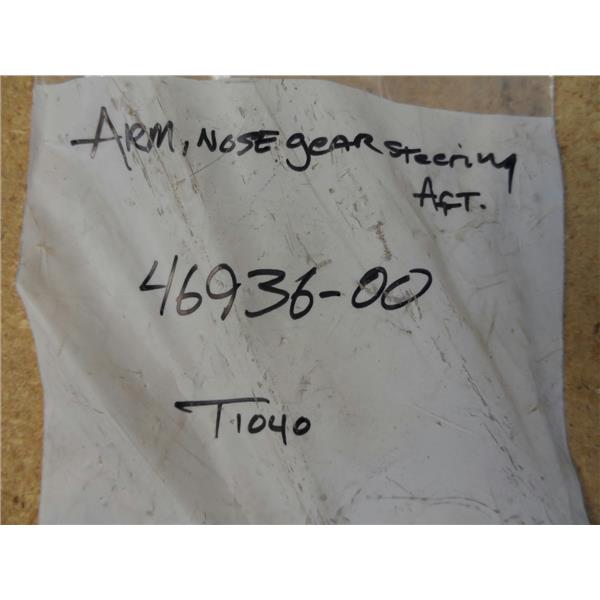 ARM, NOSE geAR steering
AFT.
46936-00
T1040